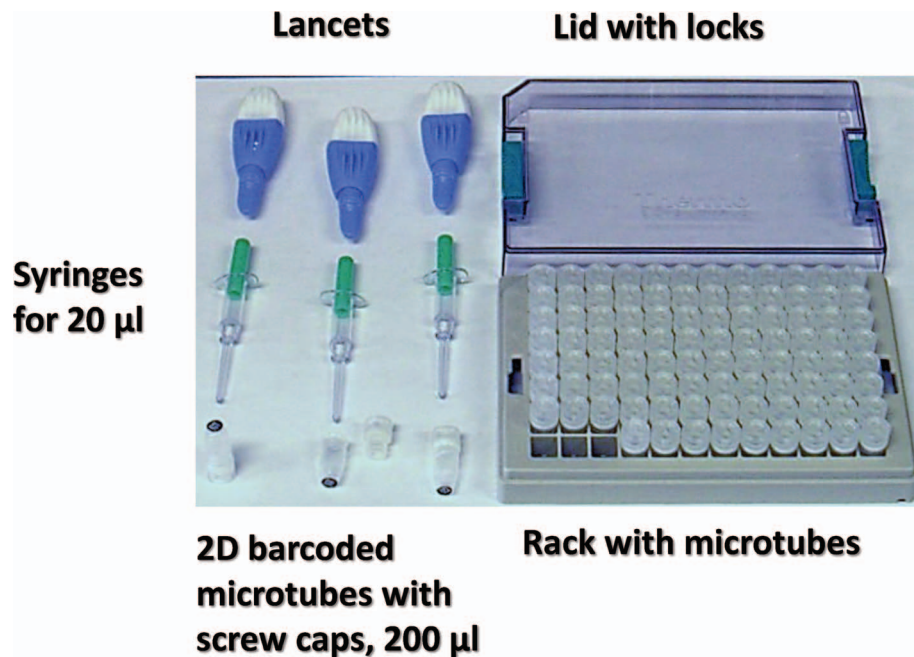 Lancets
Lid with locks
Syringes
for 20 µl
Thermo
2D barcoded
microtubes with
screw caps, 200 µl
Rack with microtubes